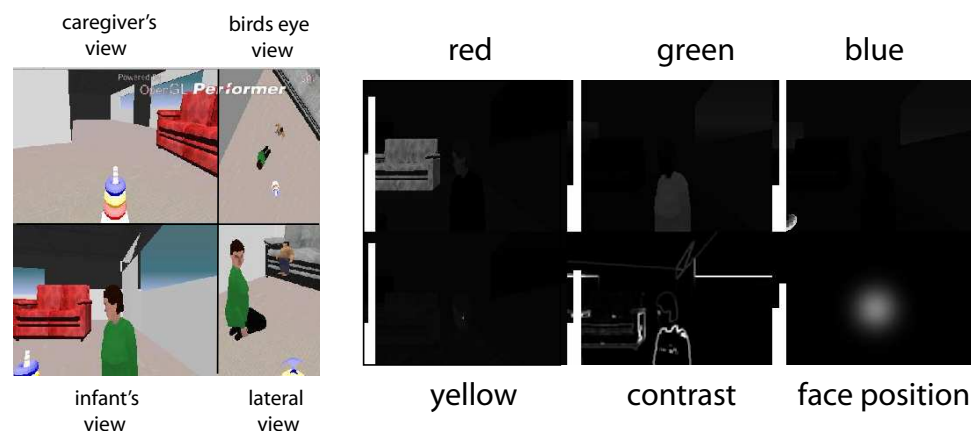 caregiver's
view
birds eye
view
Powered by
OpenGL Performer
infant's
view
lateral
view
red
green
blue
yellow
contrast
face position